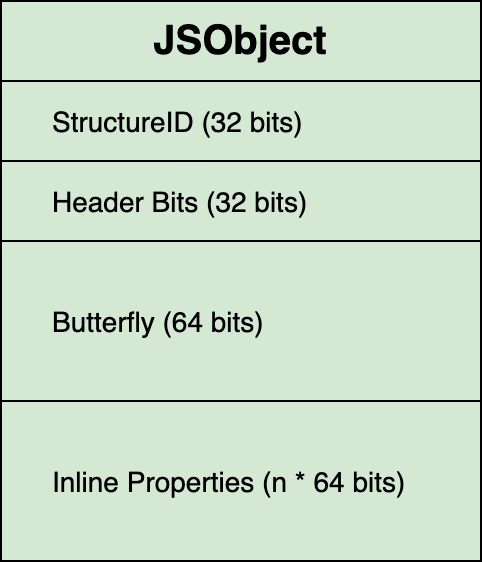 JSObject
StructureID (32 bits)
Header Bits (32 bits)
Butterfly (64 bits)
Inline Properties (n * 64 bits)